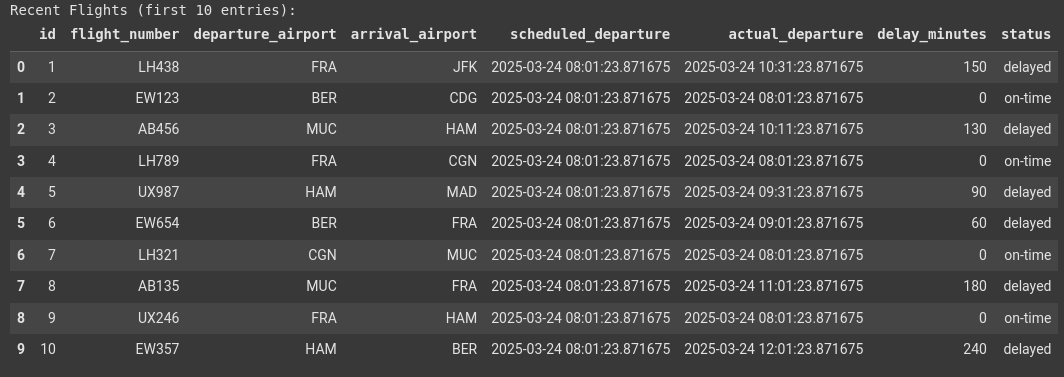 Recent Flights (first 10 entries):
id flight_number departure_airport arrival_airport scheduled_departure actual_departure delay_minutes status
0 1 LH438 FRA JFK 2025-03-24 08:01:23.871675 2025-03-24 10:31:23.871675 150 delayed
1 2 EW123 BER CDG 2025-03-24 08:01:23.871675 2025-03-24 08:01:23.871675 0 on-time
2 3 AB456 MUC HAM 2025-03-24 08:01:23.871675 2025-03-24 10:11:23.871675 130 delayed
3 4 LH789 FRA CGN 2025-03-24 08:01:23.871675 2025-03-24 08:01:23.871675 0 on-time
4 5 UX987 HAM MAD 2025-03-24 08:01:23.871675 2025-03-24 09:31:23.871675 90 delayed
5 6 EW654 BER FRA 2025-03-24 08:01:23.871675 2025-03-24 09:01:23.871675 60 delayed
6 7 LH321 CGN MUC 2025-03-24 08:01:23.871675 2025-03-24 08:01:23.871675 0 on-time
7 8 AB135 MUC FRA 2025-03-24 08:01:23.871675 2025-03-24 11:01:23.871675 180 delayed
8 9 UX246 FRA HAM 2025-03-24 08:01:23.871675 2025-03-24 08:01:23.871675 0 on-time
9 10 EW357 HAM BER 2025-03-24 08:01:23.871675 2025-03-24 12:01:23.871675 240 delayed